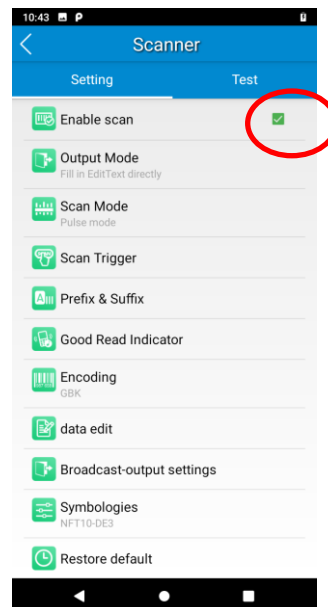 10:43 P
Scanner
Setting Test
Enable scan
Output Mode
Fill in EditText directly
Scan Mode
Pulse mode
Scan Trigger
Prefix & Suffix
Good Read Indicator
Encoding
GBK
data edit
Broadcast-output settings
Symbologies
NFT10-DE3
Restore default